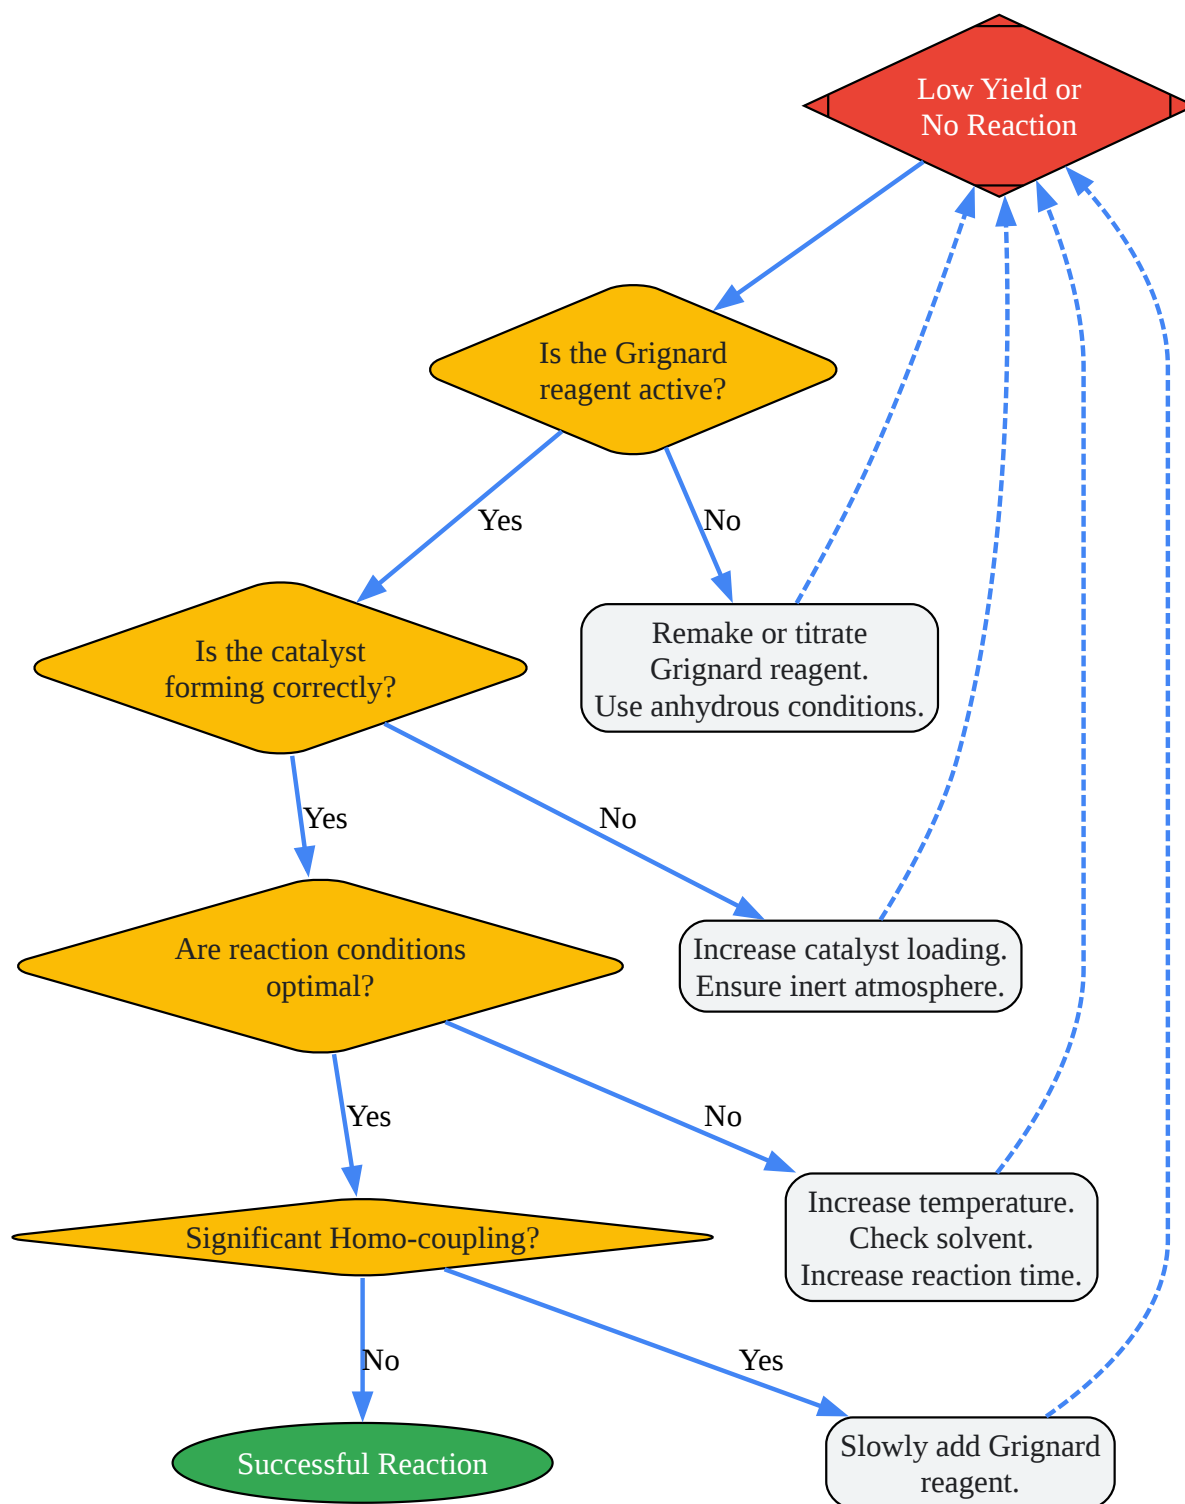 Low Yield or
No Reaction
Is the Grignard
reagent active?
Yes
No
Remake or titrate
Grignard reagent.
Use anhydrous conditions.
Is the catalyst
forming correctly?
Yes
No
Increase catalyst loading.
Ensure inert atmosphere.
Are reaction conditions
optimal?
Yes
No
Increase temperature.
Check solvent.
Increase reaction time.
Significant Homo-coupling?
No
Yes
Successful Reaction
Slowly add Grignard
reagent.